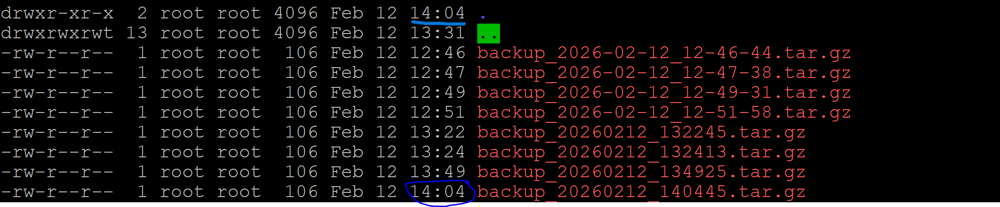 drwxr-xr-x  2 root root 4096 Feb 12 14:04 .
drwxrwxrwt 13 root root 4096 Feb 12 13:31 ..
-rw-r--r--  1 root root  106 Feb 12 12:46 backup_2026-02-12_12-46-44.tar.gz
-rw-r--r--  1 root root  106 Feb 12 12:47 backup_2026-02-12_12-47-38.tar.gz
-rw-r--r--  1 root root  106 Feb 12 12:49 backup_2026-02-12_12-49-31.tar.gz
-rw-r--r--  1 root root  106 Feb 12 12:51 backup_2026-02-12_12-51-58.tar.gz
-rw-r--r--  1 root root  106 Feb 12 13:22 backup_20260212_132245.tar.gz
-rw-r--r--  1 root root  106 Feb 12 13:24 backup_20260212_132413.tar.gz
-rw-r--r--  1 root root  106 Feb 12 13:49 backup_20260212_134925.tar.gz
-rw-r--r--  1 root root  106 Feb 12 14:04 backup_20260212_140445.tar.gz